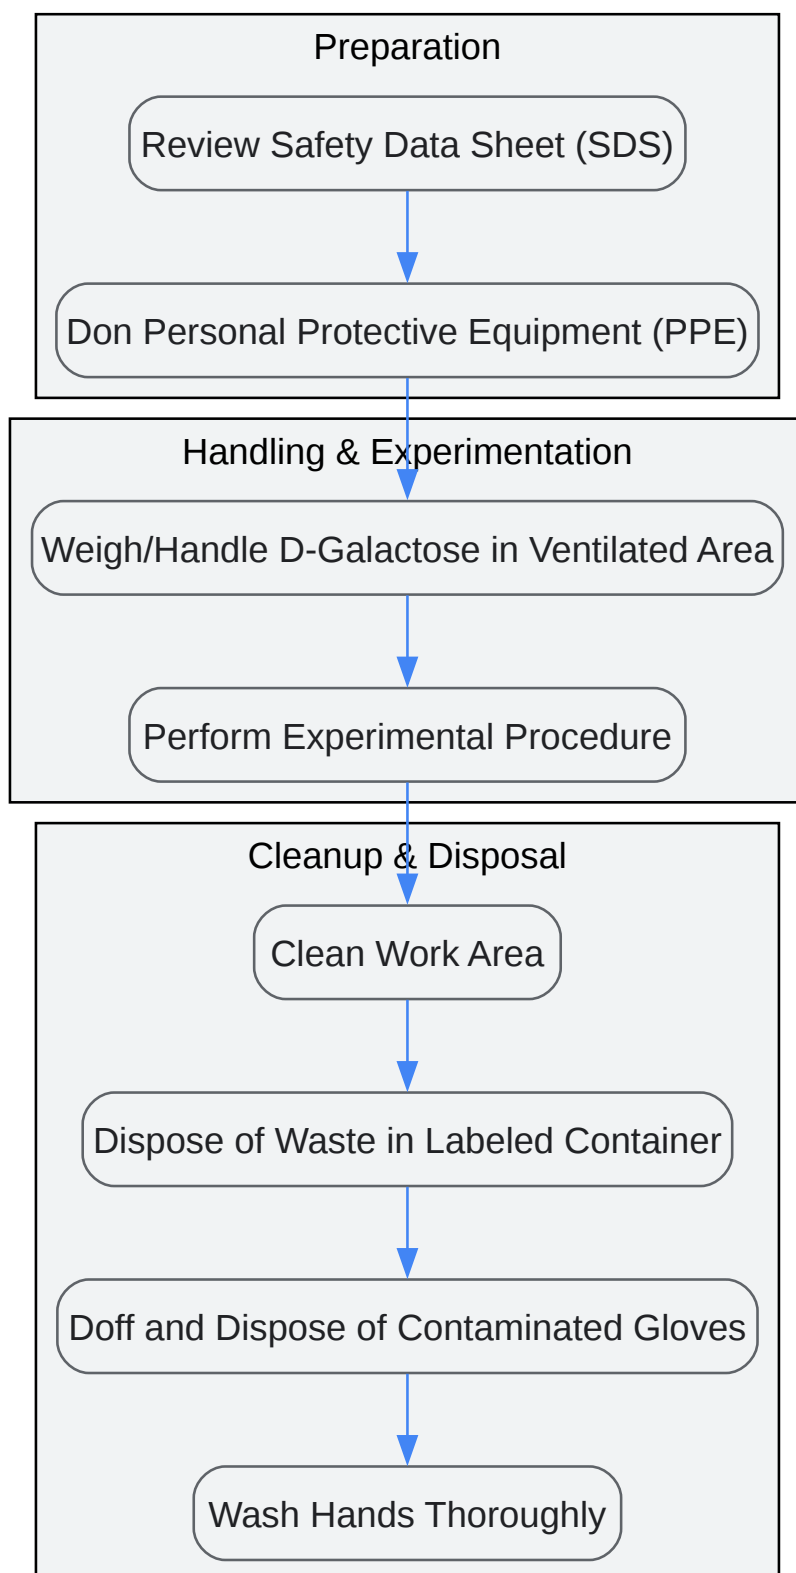 Preparation
Review Safety Data Sheet (SDS)
Don Personal Protective Equipment (PPE)
Handling & Experimentation
Weigh/Handle D-Galactose in Ventilated Area
Perform Experimental Procedure
Cleanup & Disposal
Clean Work Area
Dispose of Waste in Labeled Container
Doff and Dispose of Contaminated Gloves
Wash Hands Thoroughly